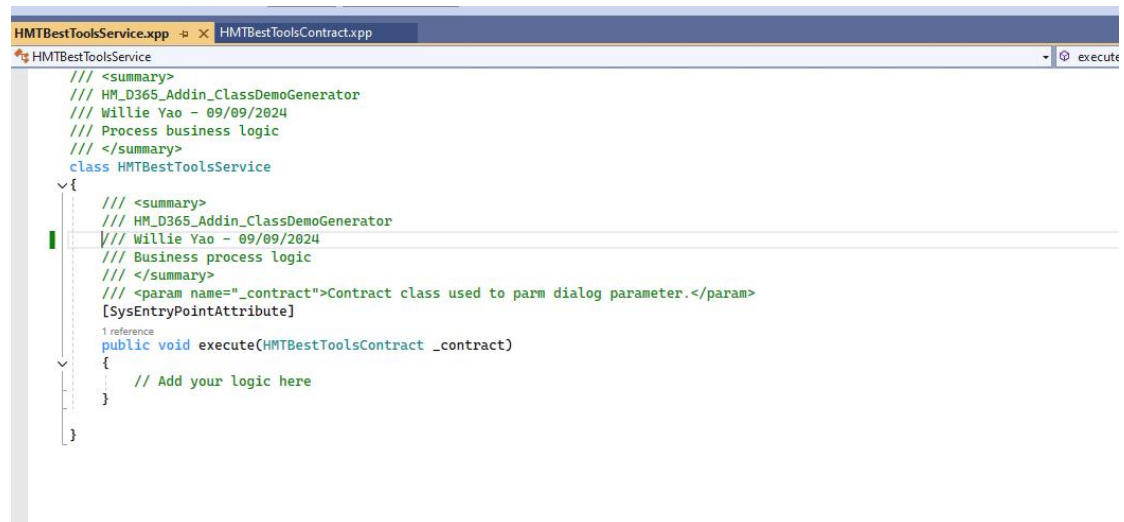 HMTBestToolsService.xpp HMTBestToolsContract.xpp
HMTBestToolsService execute
/// <summary>
/// HM_D365_Addin_ClassDemoGenerator
/// Willie Yao - 09/09/2024
/// Process business logic
/// </summary>
class HMTBestToolsService
{
/// <summary>
/// HM_D365_Addin_ClassDemoGenerator
/// Willie Yao - 09/09/2024
/// Business process logic
/// </summary>
/// <param name="_contract">Contract class used to parm dialog parameter.</param>
[SysEntryPointAttribute]
1 reference
public void execute(HMTBestToolsContract _contract)
{
// Add your logic here
}
}